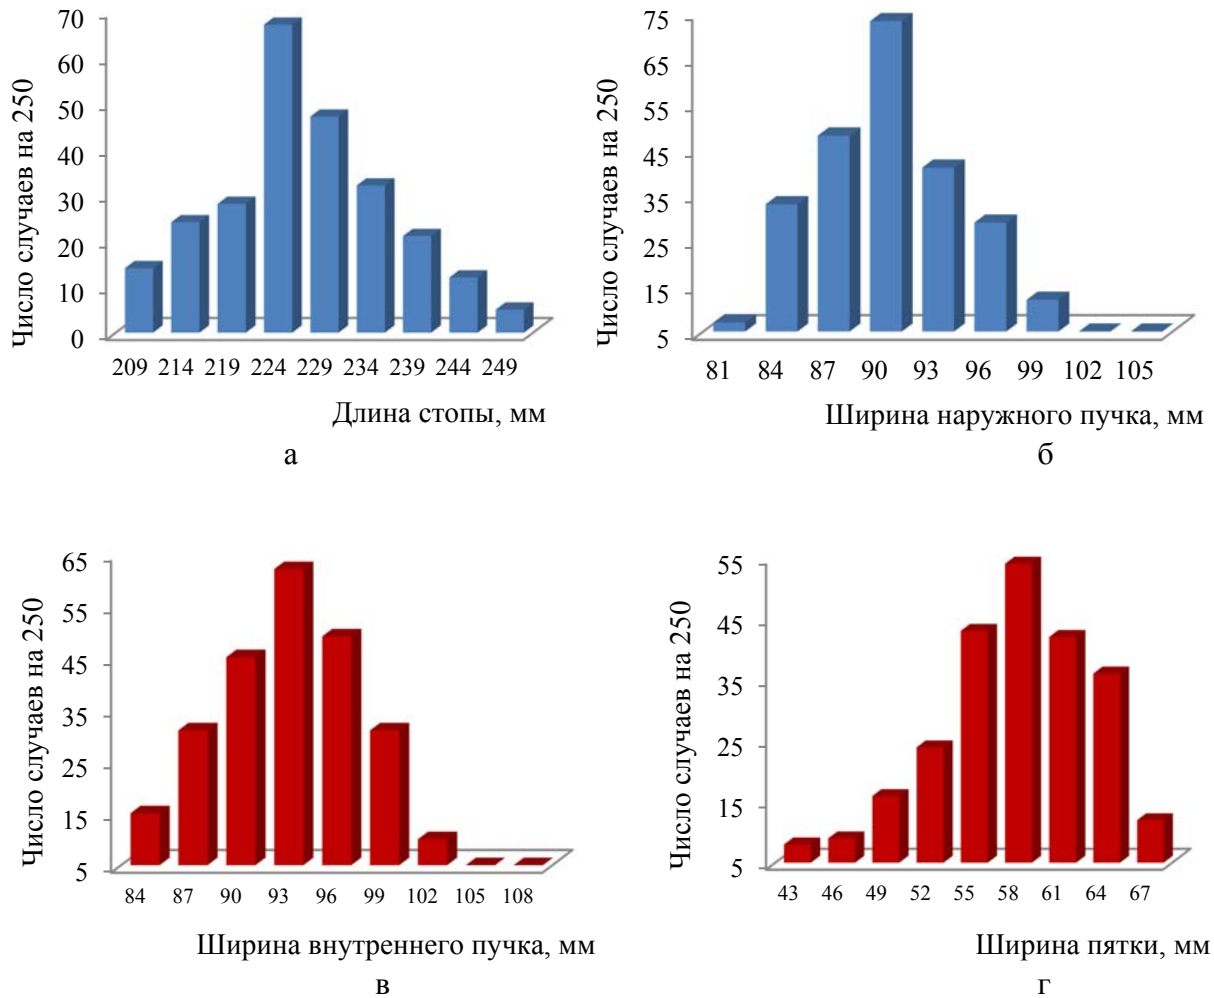 Число случаев на 250
70
60
50
40
30
20
10
0
209 214 219 224 229 234 239 244 249
Длина стопы, мм
а
Число случаев на 250
75
65
55
45
35
25
15
5
81 84 87 90 93 96 99 102 105
Ширина наружного пучка, мм
б
Число случаев на 250
65
55
45
35
25
15
5
84 87 90 93 96 99 102 105 108
Ширина внутреннего пучка, мм
в
Число случаев на 250
55
45
35
25
15
5
43 46 49 52 55 58 61 64 67
Ширина пятки, мм
г